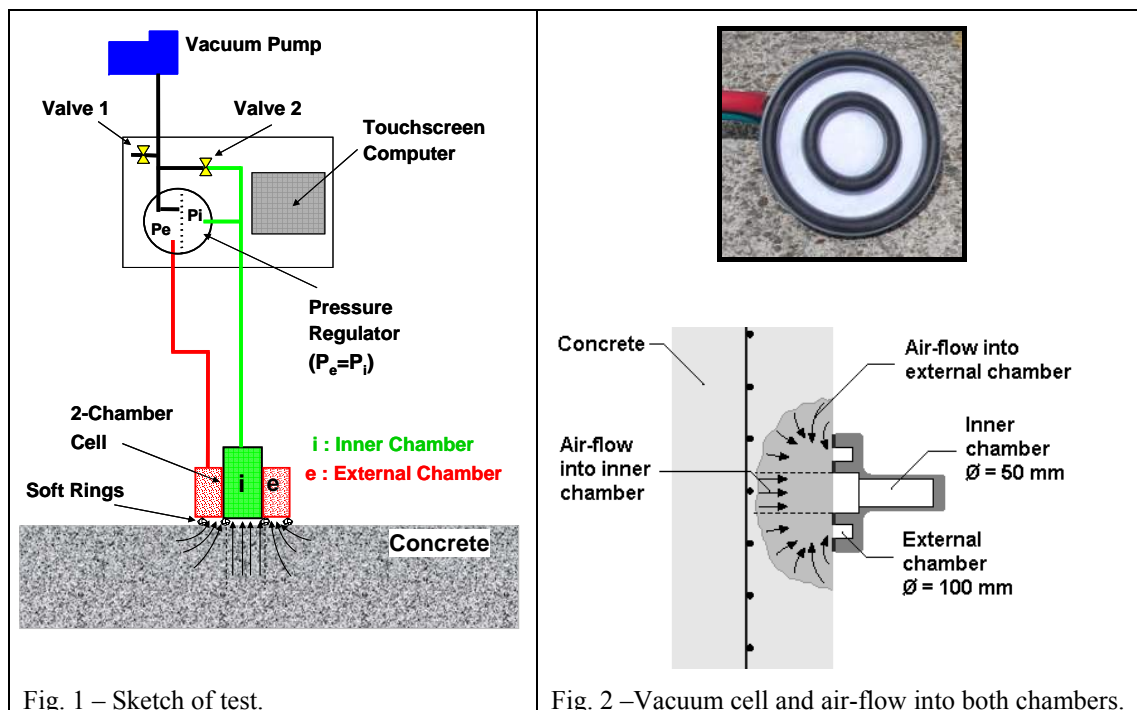 Vacuum Pump
Valve 1
Valve 2
Touchscreen
Computer
Pi
Pe
Pressure
Regulator
(Pe=Pi)
2-Chamber
Cell
i : Inner Chamber
e : External Chamber
Soft Rings
i
e
Concrete
Fig. 1 – Sketch of test.
Concrete
Air-flow into
external chamber
Air-flow
into inner
chamber
Inner
chamber
Ø = 50 mm
External
chamber
Ø = 100 mm
Fig. 2 –Vacuum cell and air-flow into both chambers.